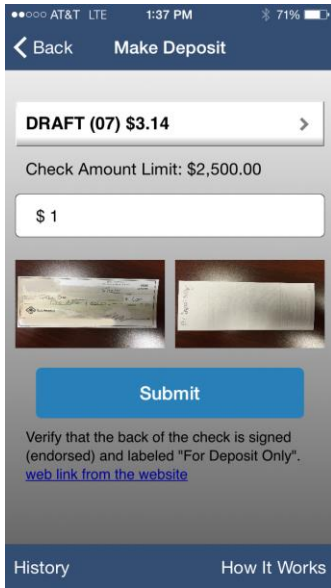 AT&T LTE 1:37 PM 71%
Back Make Deposit
DRAFT (07) $3.14
Check Amount Limit: $2,500.00
$ 1
Submit
Verify that the back of the check is signed
(endorsed) and labeled "For Deposit Only".
web link from the website
History How It Works